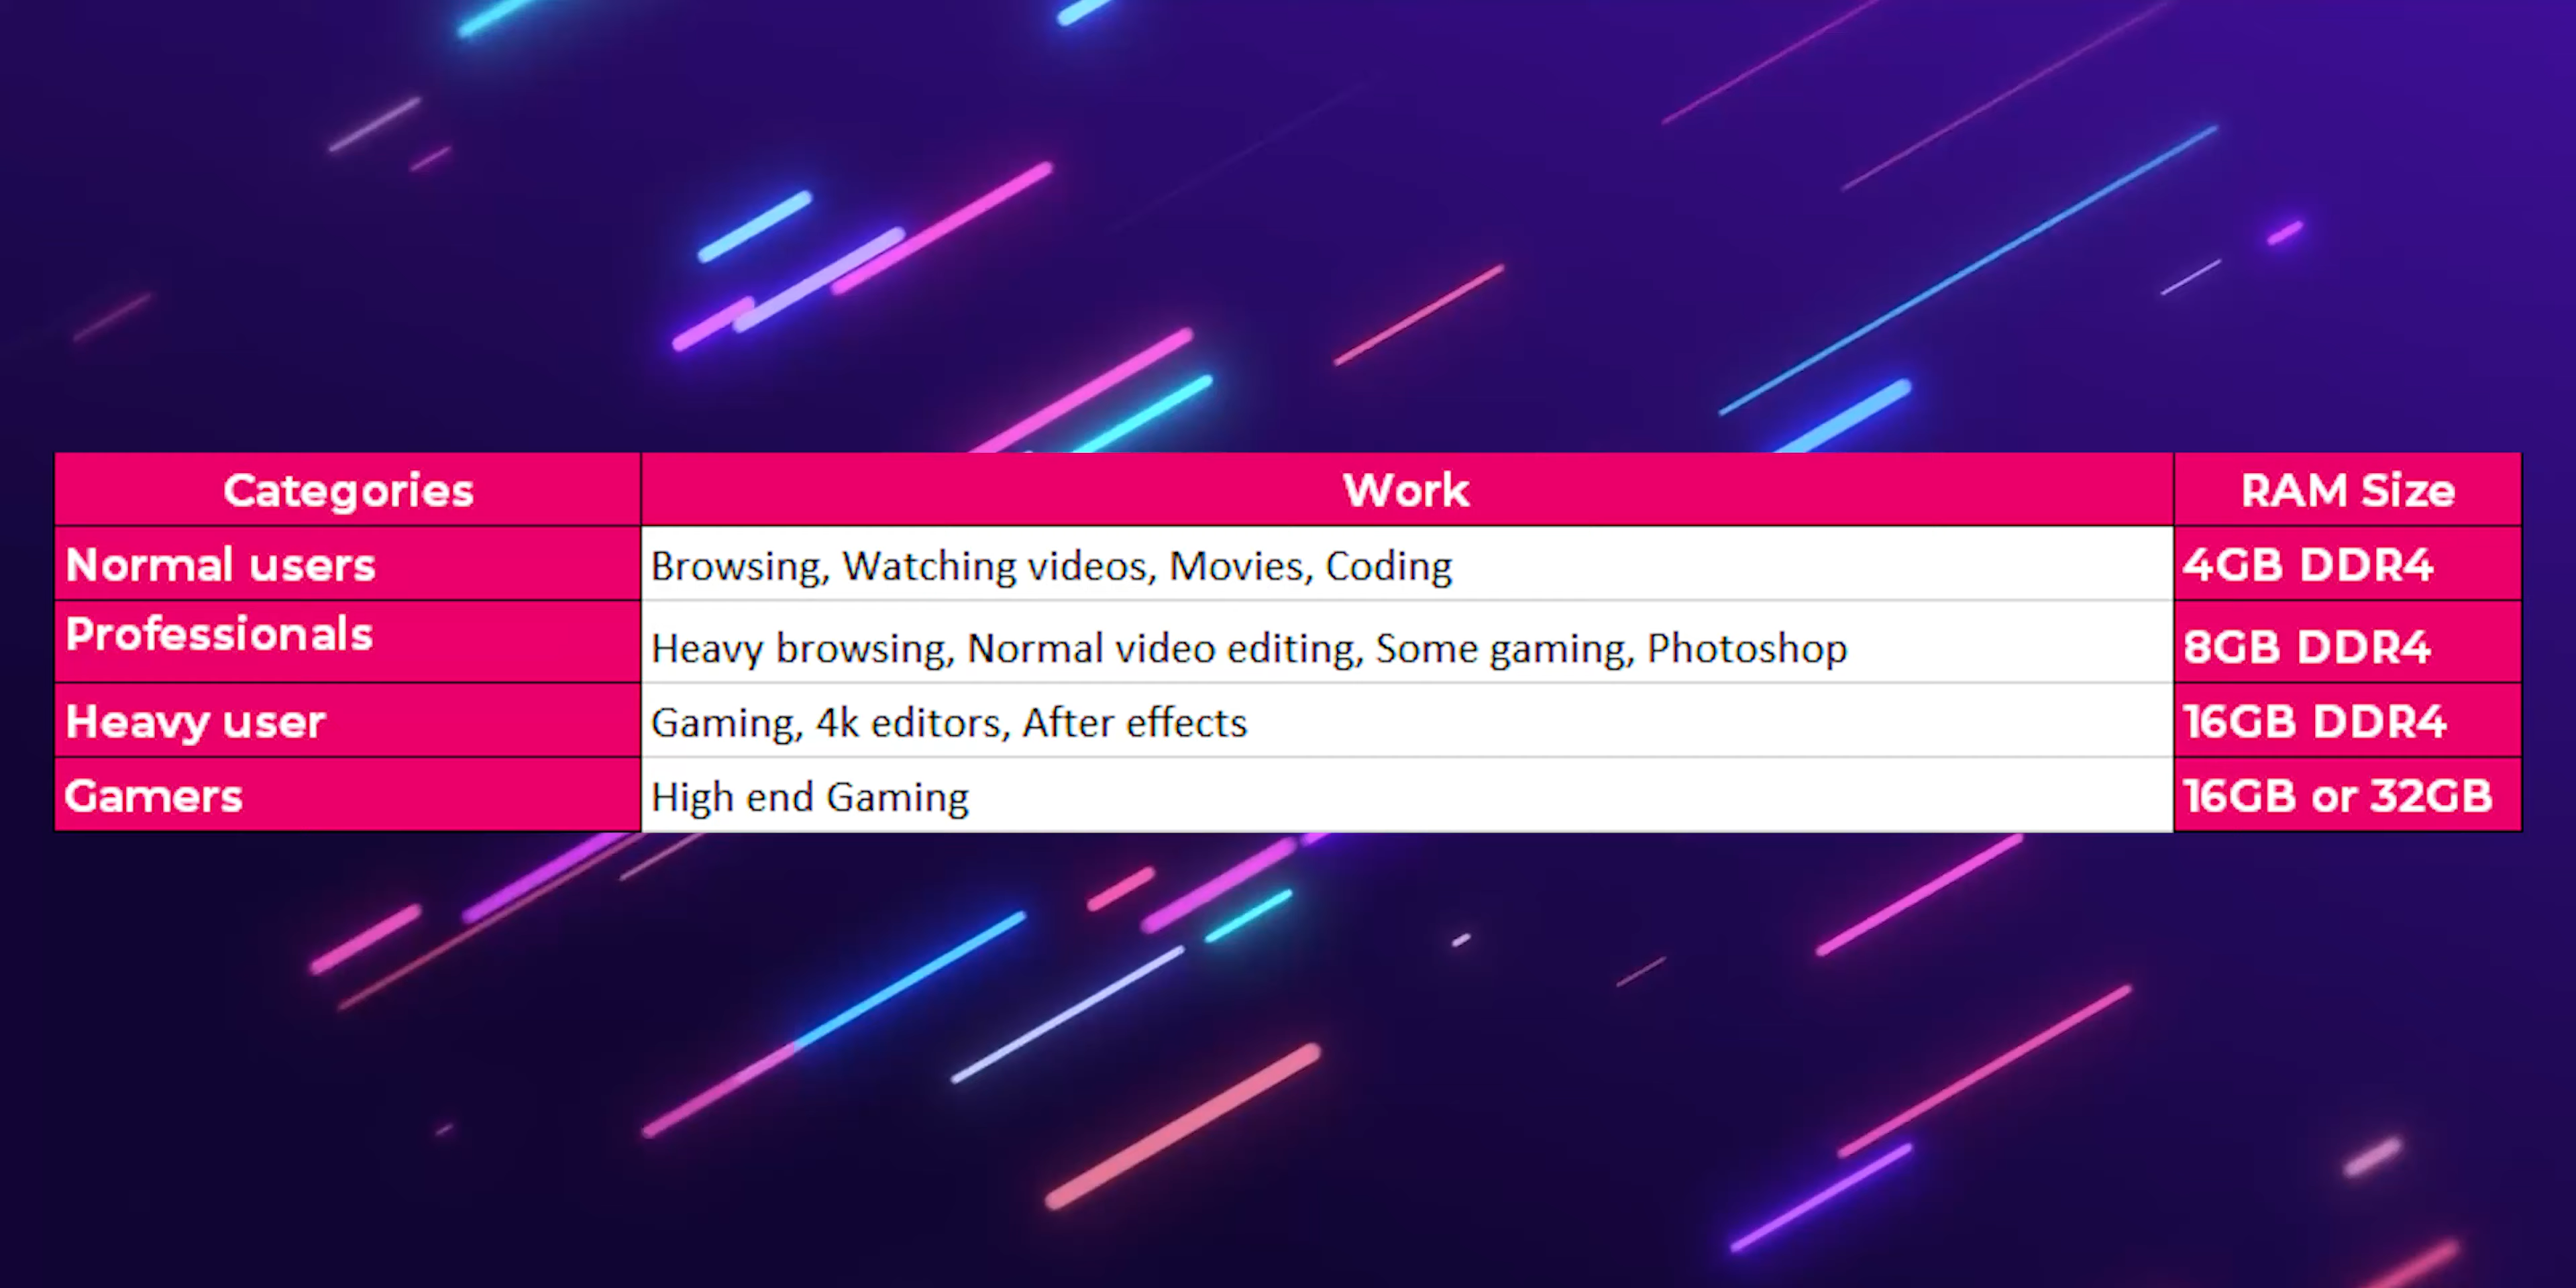 Categories Work RAM Size
Normal users Browsing, Watching videos, Movies, Coding 4GB DDR4
Professionals Heavy browsing, Normal video editing, Some gaming, Photoshop 8GB DDR4
Heavy user Gaming, 4k editors, After effects 16GB DDR4
Gamers High end Gaming 16GB or 32GB